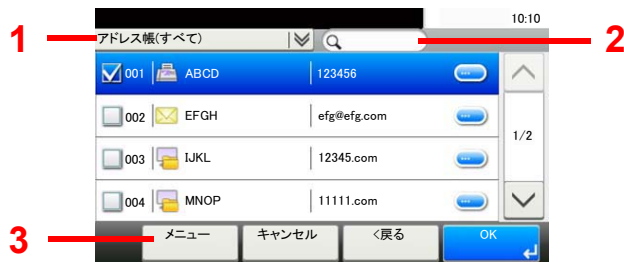 10:10
1 アドレス帳(すべて) 2
001 ABCD 123456
002 EFGH efg@efg.com
1/2
003 IJKL 12345.com
004 MNOP 11111.com
3 メニュー キャンセル <戻る OK